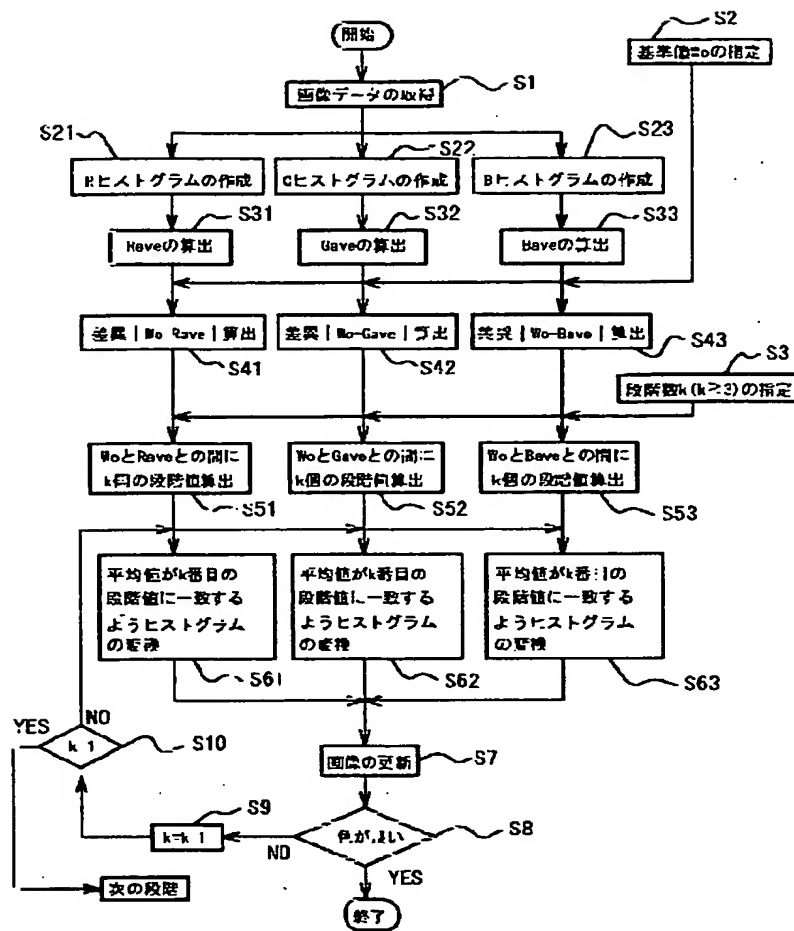 開始
S2
基準値Woの指定
画像データの取得
S1
S21
S22
S23
Rヒストグラムの作成
Gヒストグラムの作成
Bヒストグラムの作成
S31
S32
S33
Raveの算出
Gaveの算出
Baveの算出
差異|Wo-Rave|算出
差異|Wo-Gave|算出
差異|Wo-Bave|算出
S41
S42
S43
S3
段階数k(k≥3)の指定
WoとRaveとの間に
k個の段階値算出
WoとGaveとの間に
k個の段階値算出
WoとBaveとの間に
k個の段階値算出
S51
S52
S53
平均値がk番目の
段階値に一致する
ようヒストグラム
の変換
平均値がk番目の
段階値に一致する
ようヒストグラム
の変換
平均値がk番目の
段階値に一致する
ようヒストグラム
の変換
S61
S62
S63
YES
NO
k 1
S10
画像の更新
S7
S9
k=k 1
NO
色がよい
S8
YES
次の段階
終了